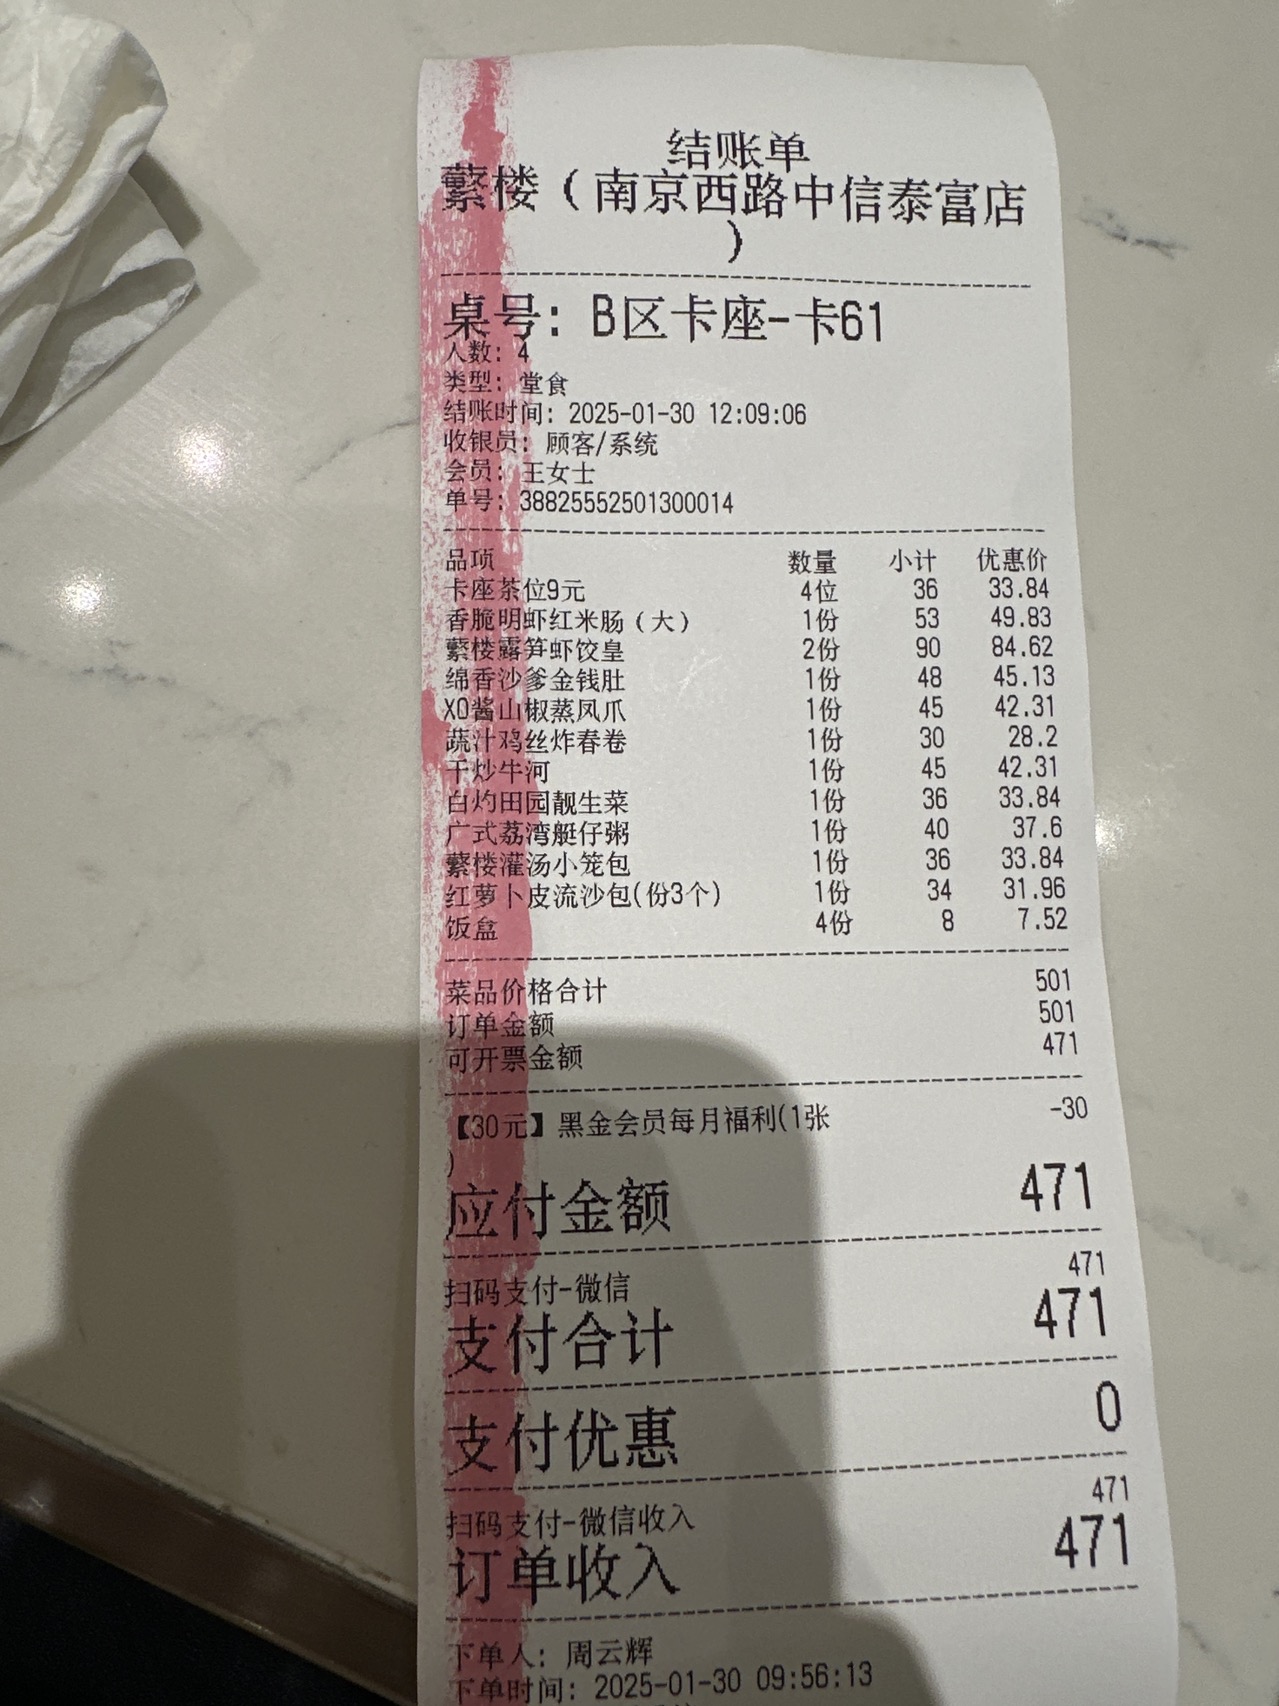 结账单
蘩楼（南京西路中信泰富店
）
桌号: B区卡座-卡61
人数: 4
类型: 堂食
结账时间: 2025-01-30 12:09:06
收银员: 顾客/系统
会员: 王女士
单号: 38825552501300014
品项 数量 小计 优惠价
卡座茶位9元 4位 36 33.84
香脆明虾红米肠（大） 1份 53 49.83
蘩楼露笋虾饺皇 2份 90 84.62
绵香沙爹金钱肚 1份 48 45.13
XO酱山椒蒸凤爪 1份 45 42.31
蔬汁鸡丝炸春卷 1份 30 28.2
干炒牛河 1份 45 42.31
白灼田园靓生菜 1份 36 33.84
广式荔湾艇仔粥 1份 40 37.6
蘩楼灌汤小笼包 1份 36 33.84
红萝卜皮流沙包(份3个) 1份 34 31.96
饭盒 4份 8 7.52
菜品价格合计 501
订单金额 501
可开票金额 471
【30元】黑金会员每月福利(1张 -30
)
应付金额 471
扫码支付-微信 471
支付合计 471
支付优惠 0
扫码支付-微信收入 471
订单收入 471
下单人: 周云辉
下单时间: 2025-01-30 09:56:13